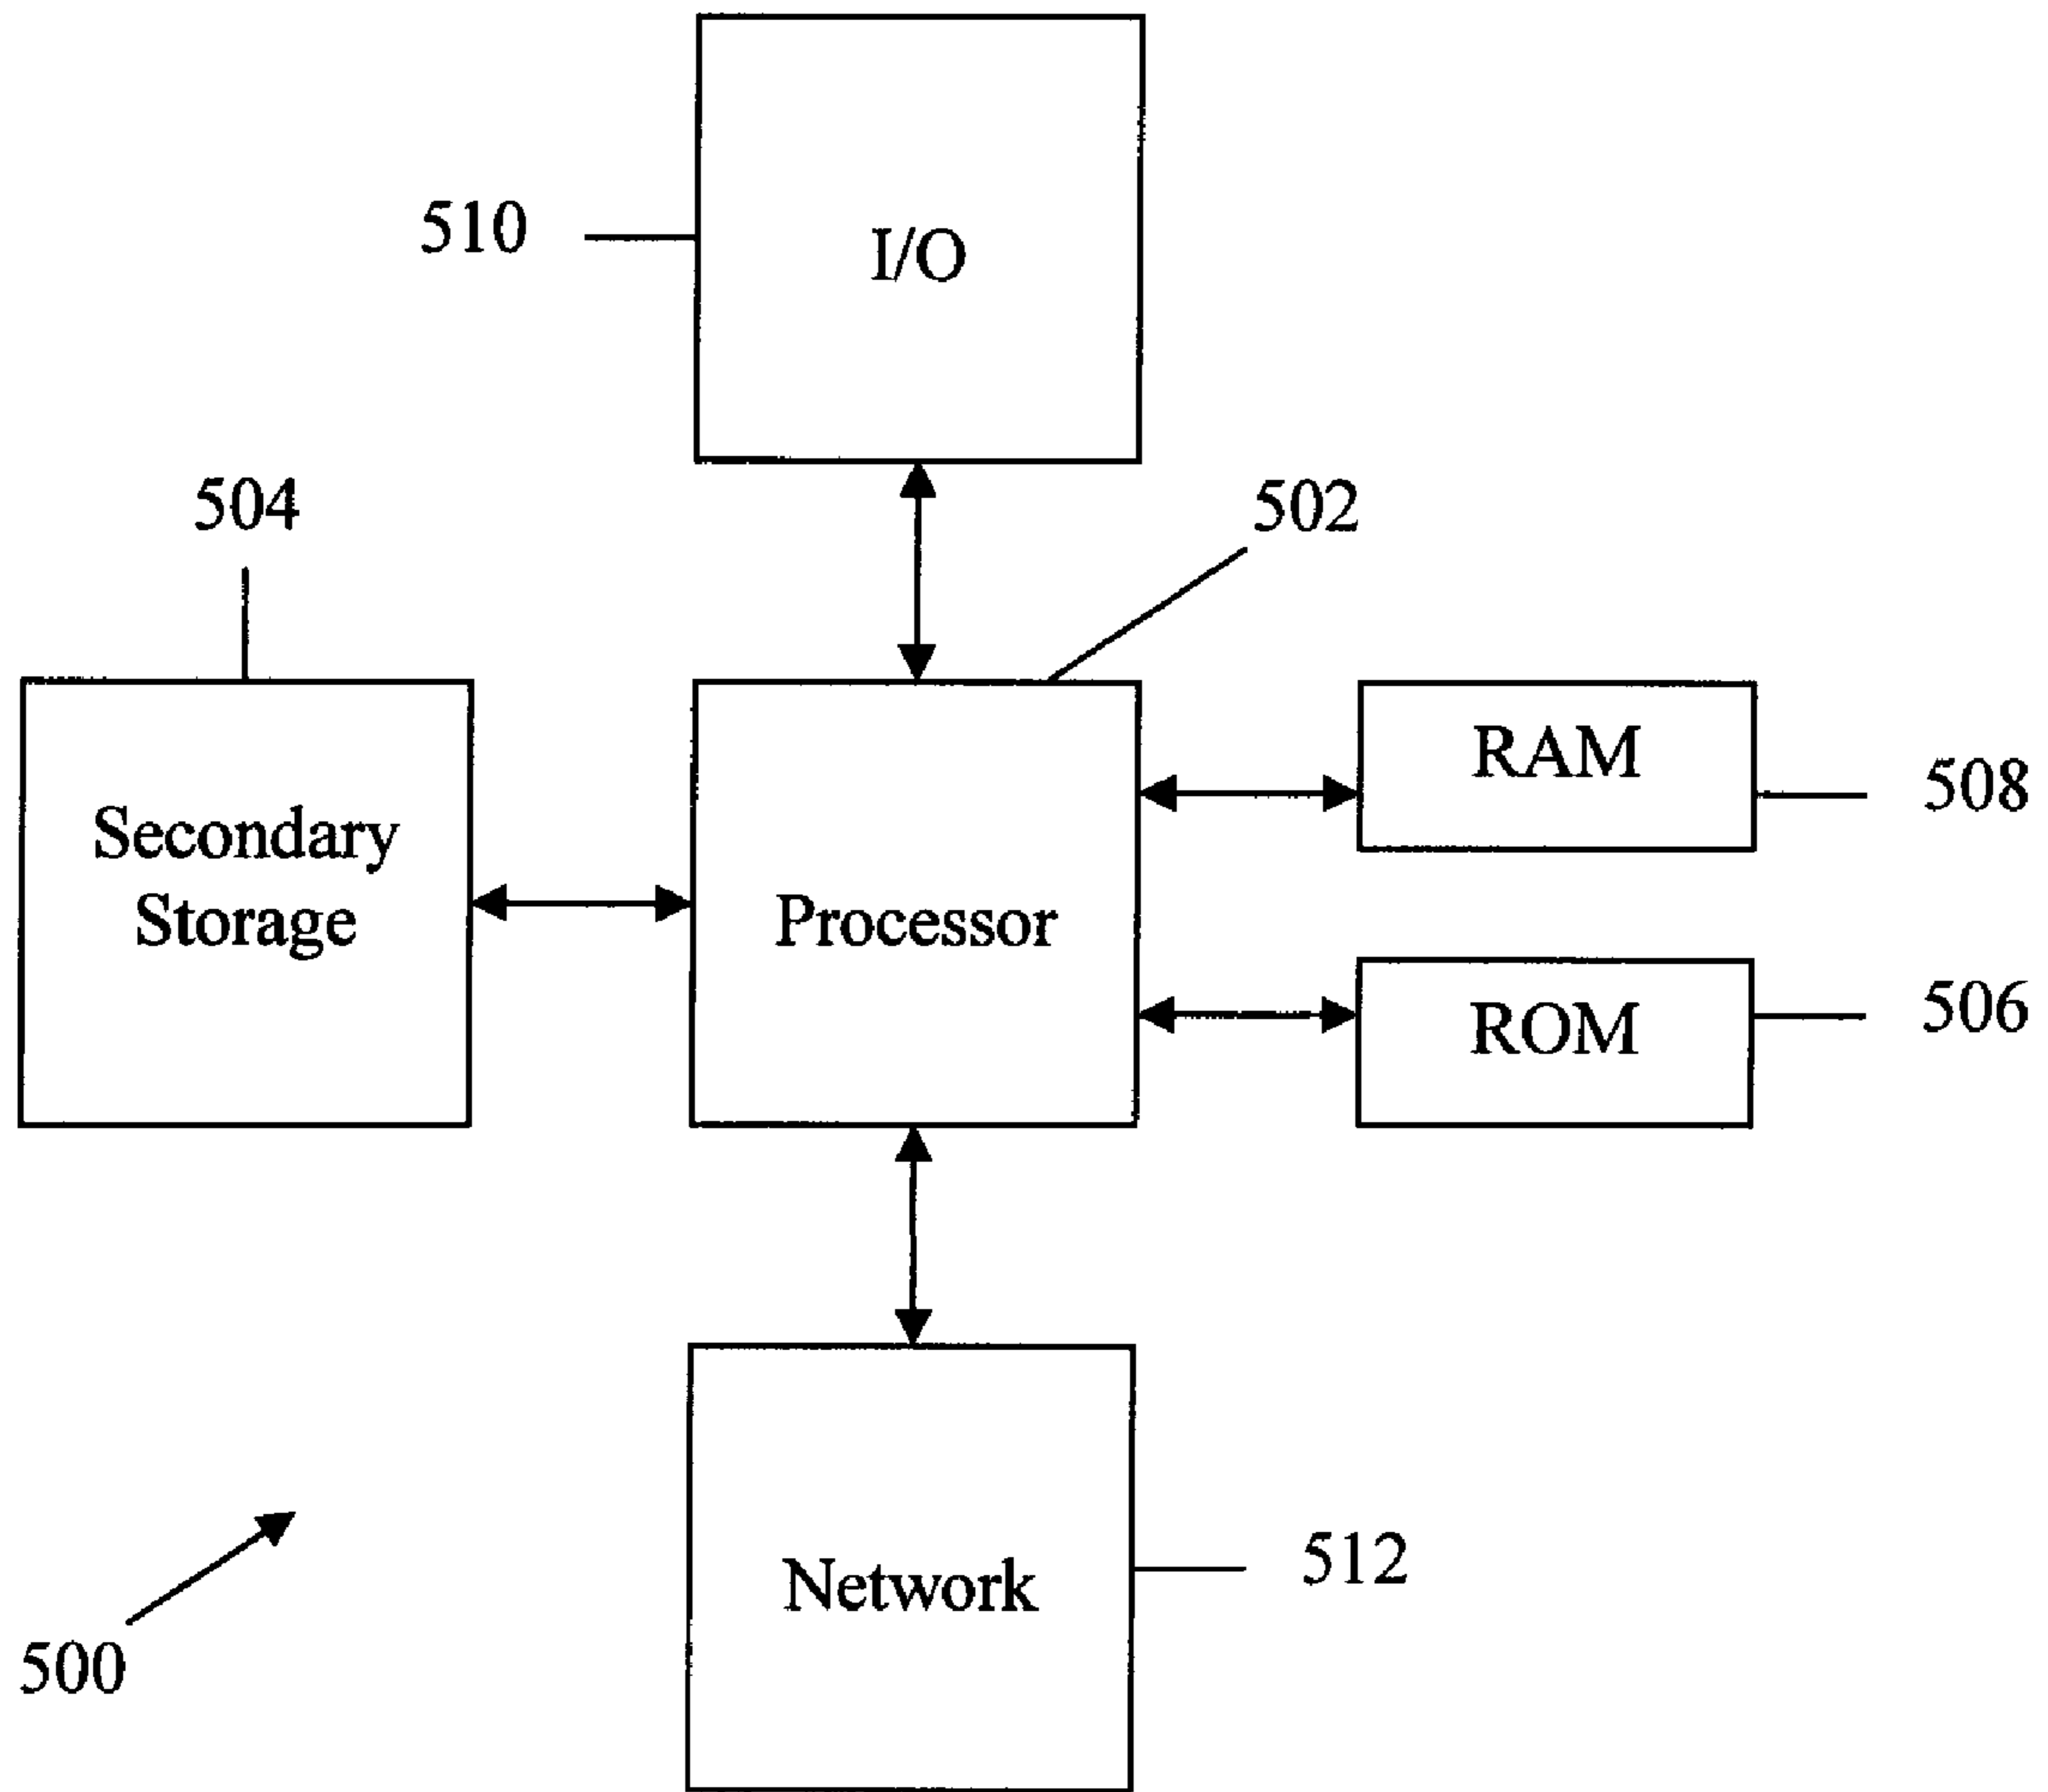 510
I/O
504
502
RAM
508
Secondary
Storage
Processor
506
ROM
512
Network
500